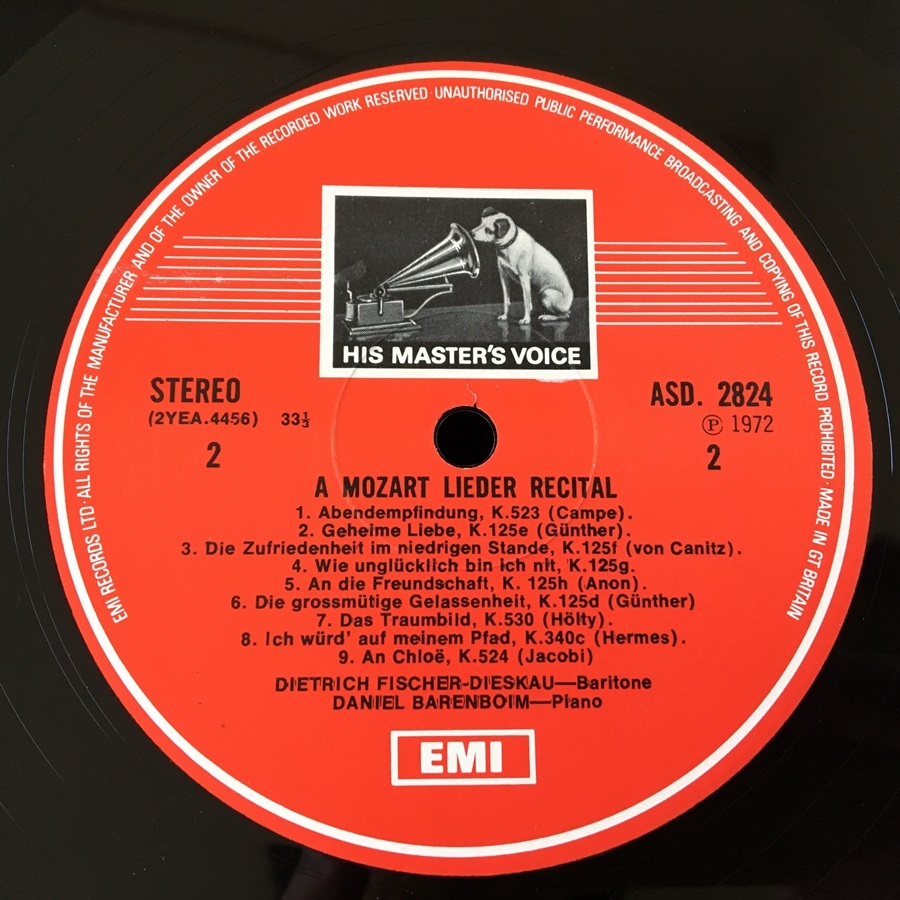 EMI RECORDS LTD · ALL RIGHTS OF THE MANUFACTURER AND OF THE OWNER OF THE RECORDED WORK RESERVED · UNAUTHORISED PUBLIC PERFORMANCE BROADCASTING AND COPYING OF THIS RECORD PROHIBITED · MADE IN GT BRITAIN
HIS MASTER'S VOICE
STEREO
(2YEA.4456) 33⅓
2
ASD. 2824
Ⓟ 1972
2
A MOZART LIEDER RECITAL
1. Abendempfindung, K.523 (Campe).
2. Geheime Liebe, K.125e (Günther).
3. Die Zufriedenheit im niedrigen Stande, K.125f (von Canitz).
4. Wie unglücklich bin ich nit, K.125g.
5. An die Freundschaft, K. 125h (Anon).
6. Die grossmütige Gelassenheit, K.125d (Günther)
7. Das Traumbild, K.530 (Hölty).
8. Ich würd' auf meinem Pfad, K.340c (Hermes).
9. An Chloë, K.524 (Jacobi)
DIETRICH FISCHER-DIESKAU—Baritone
DANIEL BARENBOIM—Piano
EMI